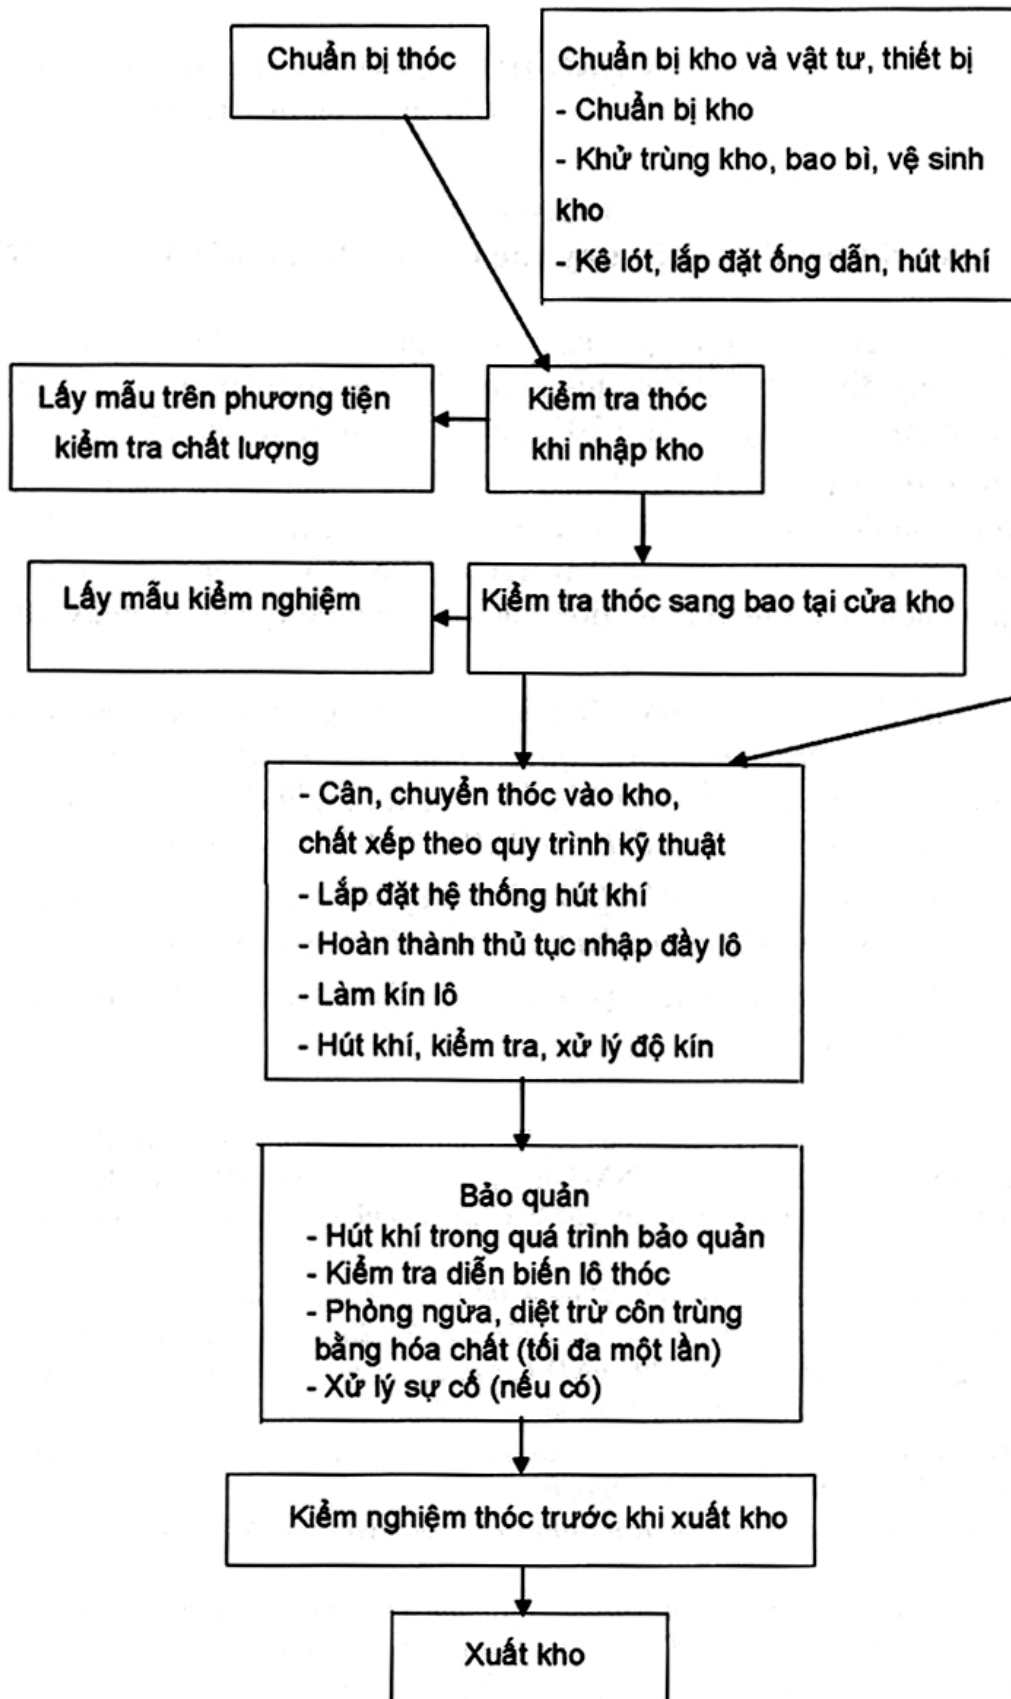 Chuẩn bị thóc
Chuẩn bị kho và vật tư, thiết bị
- Chuẩn bị kho
- Khử trùng kho, bao bì, vệ sinh
kho
- Kê lót, lắp đặt ống dẫn, hút khí
Lấy mẫu trên phương tiện
kiểm tra chất lượng
Kiểm tra thóc
khi nhập kho
Lấy mẫu kiểm nghiệm
Kiểm tra thóc sang bao tại cửa kho
- Cân, chuyển thóc vào kho,
chất xếp theo quy trình kỹ thuật
- Lắp đặt hệ thống hút khí
- Hoàn thành thủ tục nhập đầy lô
- Làm kín lô
- Hút khí, kiểm tra, xử lý độ kín
Bảo quản
- Hút khí trong quá trình bảo quản
- Kiểm tra diễn biến lô thóc
- Phòng ngừa, diệt trừ côn trùng
bằng hóa chất (tối đa một lần)
- Xử lý sự cố (nếu có)
Kiểm nghiệm thóc trước khi xuất kho
Xuất kho